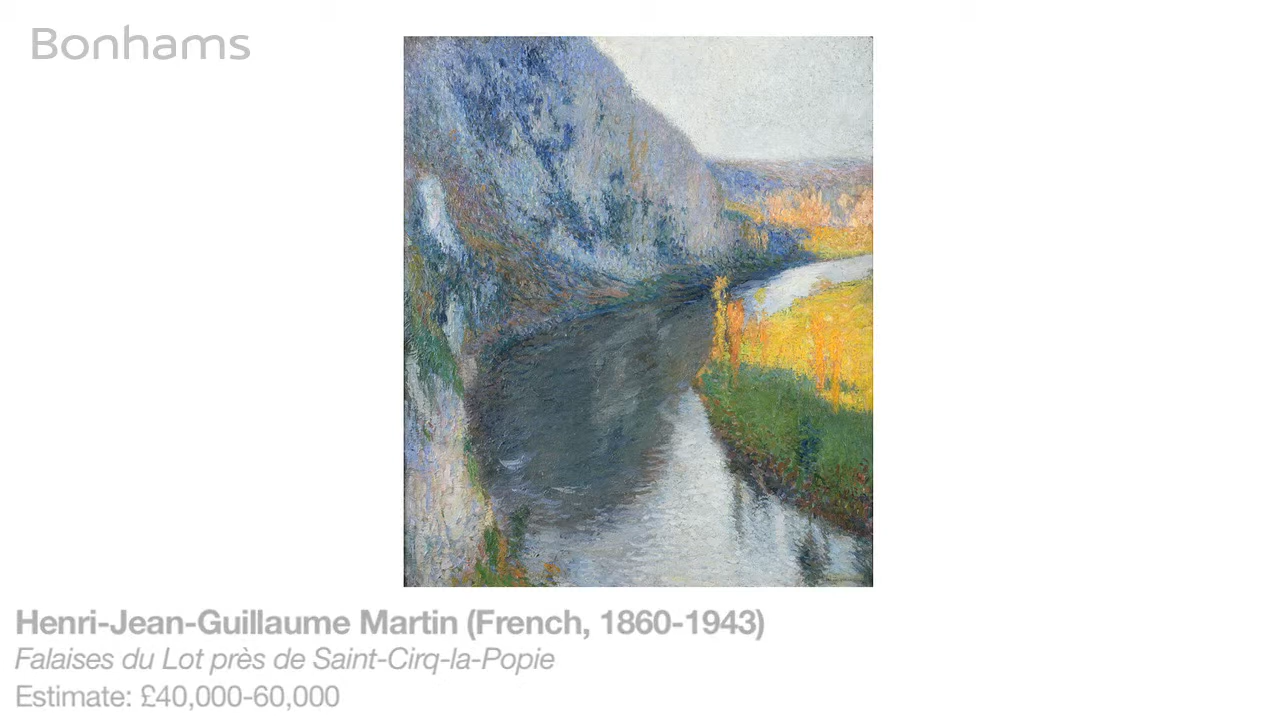 Bonhams
Henri-Jean-Guillaume Martin (French, 1860-1943)
Falaises du Lot près de Saint-Cirq-la-Popie
Estimate: £40,000-60,000